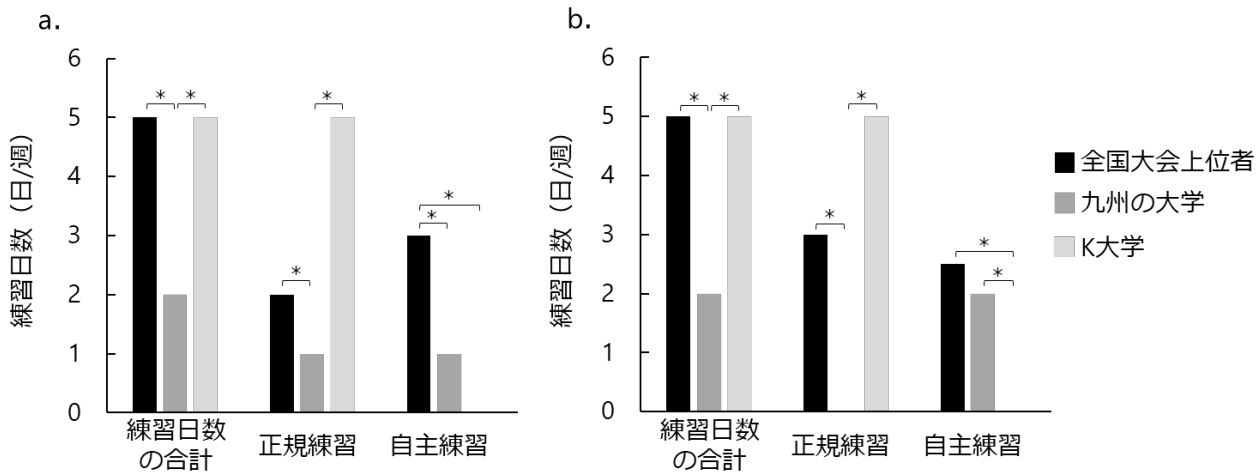 a.
練習日数（日/週）
6
5
4
3
2
1
0
* *
*
*
*
*
練習日数
の合計
正規練習
自主練習
b.
練習日数（日/週）
6
5
4
3
2
1
0
* *
*
*
*
*
練習日数
の合計
正規練習
自主練習
全国大会上位者
九州の大学
K大学